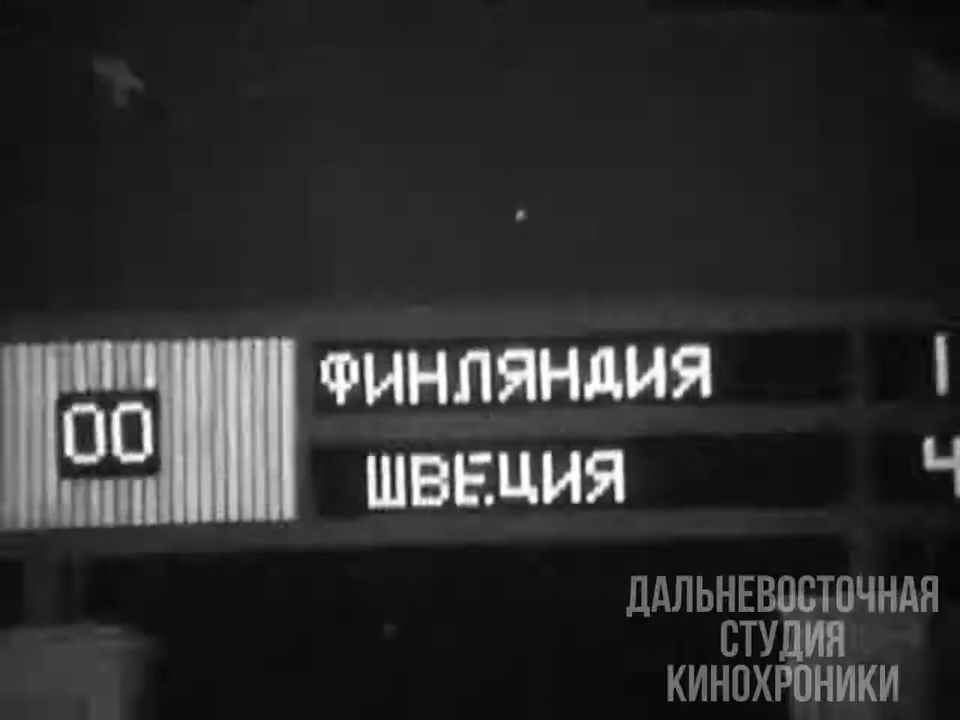 ФИНЛЯНДИЯ 1
00
ШВЕЦИЯ 4
ДАЛЬНЕВОСТОЧНАЯ
СТУДИЯ
КИНОХРОНИКИ